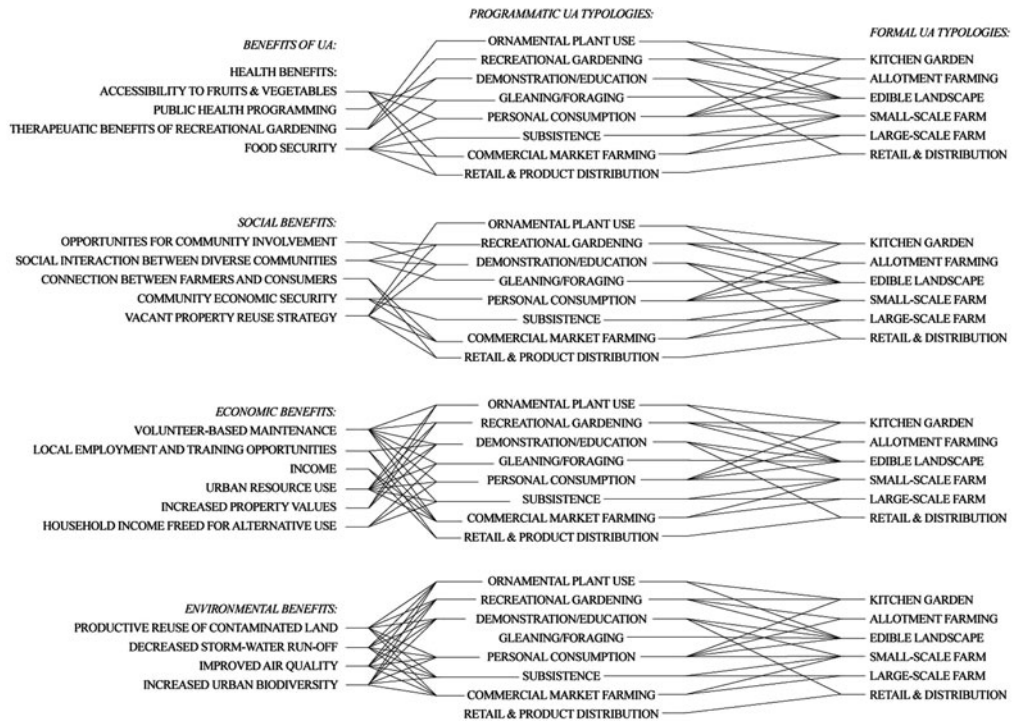 PROGRAMMATIC UA TYPOLOGIES:
BENEFITS OF UA:
FORMAL UA TYPOLOGIES:
HEALTH BENEFITS:
ACCESSIBILITY TO FRUITS & VEGETABLES
PUBLIC HEALTH PROGRAMMING
THERAPEUATIC BENEFITS OF RECREATIONAL GARDENING
FOOD SECURITY
ORNAMENTAL PLANT USE
RECREATIONAL GARDENING
DEMONSTRATION/EDUCATION
GLEANING/FORAGING
PERSONAL CONSUMPTION
SUBSISTENCE
COMMERCIAL MARKET FARMING
RETAIL & PRODUCT DISTRIBUTION
KITCHEN GARDEN
ALLOTMENT FARMING
EDIBLE LANDSCAPE
SMALL-SCALE FARM
LARGE-SCALE FARM
RETAIL & DISTRIBUTION
SOCIAL BENEFITS:
OPPORTUNITES FOR COMMUNITY INVOLVEMENT
SOCIAL INTERACTION BETWEEN DIVERSE COMMUNITIES
CONNECTION BETWEEN FARMERS AND CONSUMERS
COMMUNITY ECONOMIC SECURITY
VACANT PROPERTY REUSE STRATEGY
ORNAMENTAL PLANT USE
RECREATIONAL GARDENING
DEMONSTRATION/EDUCATION
GLEANING/FORAGING
PERSONAL CONSUMPTION
SUBSISTENCE
COMMERCIAL MARKET FARMING
RETAIL & PRODUCT DISTRIBUTION
KITCHEN GARDEN
ALLOTMENT FARMING
EDIBLE LANDSCAPE
SMALL-SCALE FARM
LARGE-SCALE FARM
RETAIL & DISTRIBUTION
ECONOMIC BENEFITS:
VOLUNTEER-BASED MAINTENANCE
LOCAL EMPLOYMENT AND TRAINING OPPORTUNITIES
INCOME
URBAN RESOURCE USE
INCREASED PROPERTY VALUES
HOUSEHOLD INCOME FREED FOR ALTERNATIVE USE
ORNAMENTAL PLANT USE
RECREATIONAL GARDENING
DEMONSTRATION/EDUCATION
GLEANING/FORAGING
PERSONAL CONSUMPTION
SUBSISTENCE
COMMERCIAL MARKET FARMING
RETAIL & PRODUCT DISTRIBUTION
KITCHEN GARDEN
ALLOTMENT FARMING
EDIBLE LANDSCAPE
SMALL-SCALE FARM
LARGE-SCALE FARM
RETAIL & DISTRIBUTION
ENVIRONMENTAL BENEFITS:
PRODUCTIVE REUSE OF CONTAMINATED LAND
DECREASED STORM-WATER RUN-OFF
IMPROVED AIR QUALITY
INCREASED URBAN BIODIVERSITY
ORNAMENTAL PLANT USE
RECREATIONAL GARDENING
DEMONSTRATION/EDUCATION
GLEANING/FORAGING
PERSONAL CONSUMPTION
SUBSISTENCE
COMMERCIAL MARKET FARMING
RETAIL & PRODUCT DISTRIBUTION
KITCHEN GARDEN
ALLOTMENT FARMING
EDIBLE LANDSCAPE
SMALL-SCALE FARM
LARGE-SCALE FARM
RETAIL & DISTRIBUTION